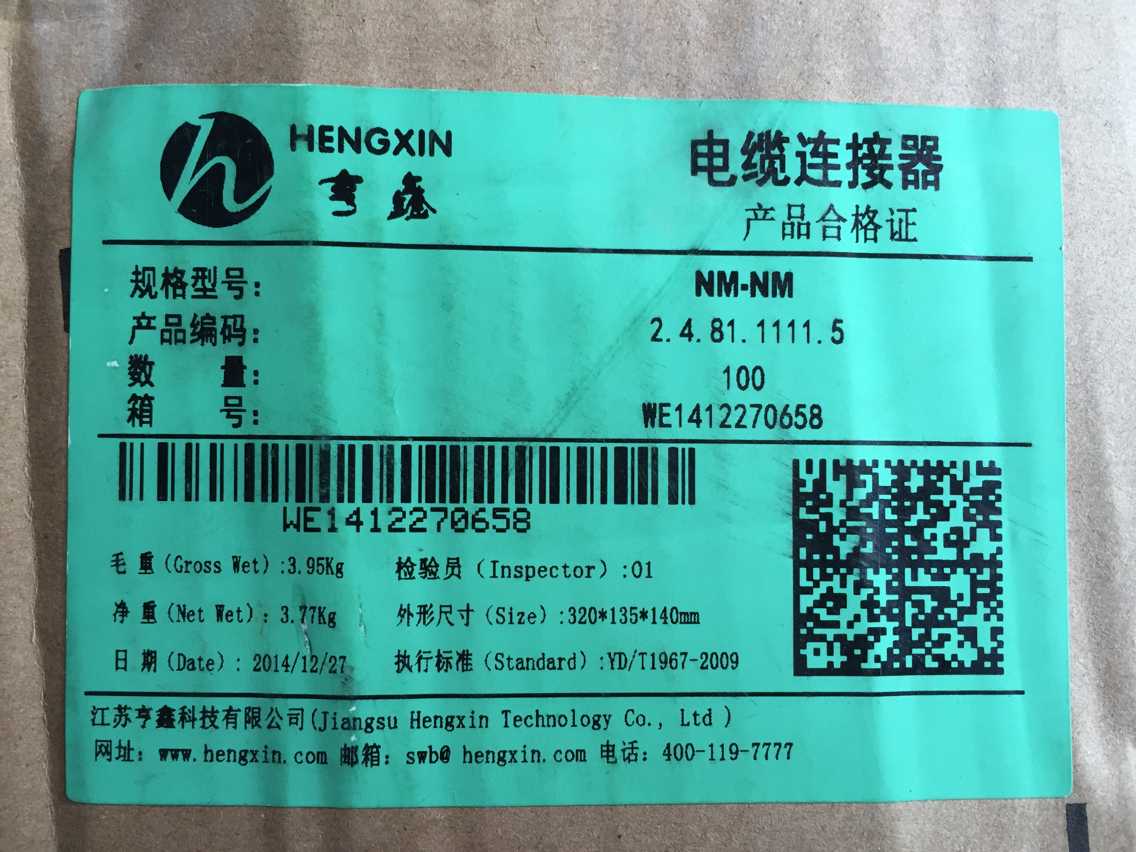 HENGXIN
亨鑫
电缆连接器
产品合格证
规格型号: NM-NM
产品编码: 2.4.81.1111.5
数 量: 100
箱 号: WE1412270658
WE1412270658
毛 重(Gross Wet):3.95Kg 检验员(Inspector):01
净 重(Net Wet): 3.77Kg 外形尺寸(Size):320*135*140mm
日 期(Date): 2014/12/27 执行标准(Standard):YD/T1967-2009
江苏亨鑫科技有限公司(Jiangsu Hengxin Technology Co., Ltd )
网址: www.hengxin.com 邮箱: swb@ hengxin.com 电话: 400-119-7777